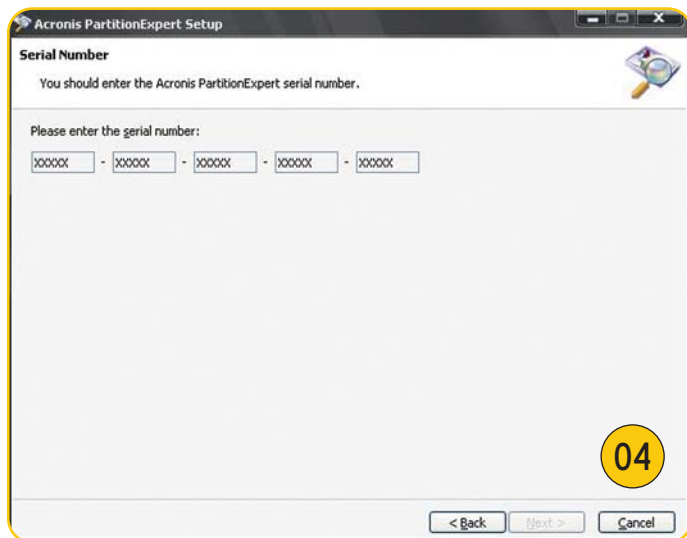 Acronis PartitionExpert Setup
Serial Number
You should enter the Acronis PartitionExpert serial number.
Please enter the serial number:
XXXXX - XXXXX - XXXXX - XXXXX - XXXXX
04
< Back Next > Cancel